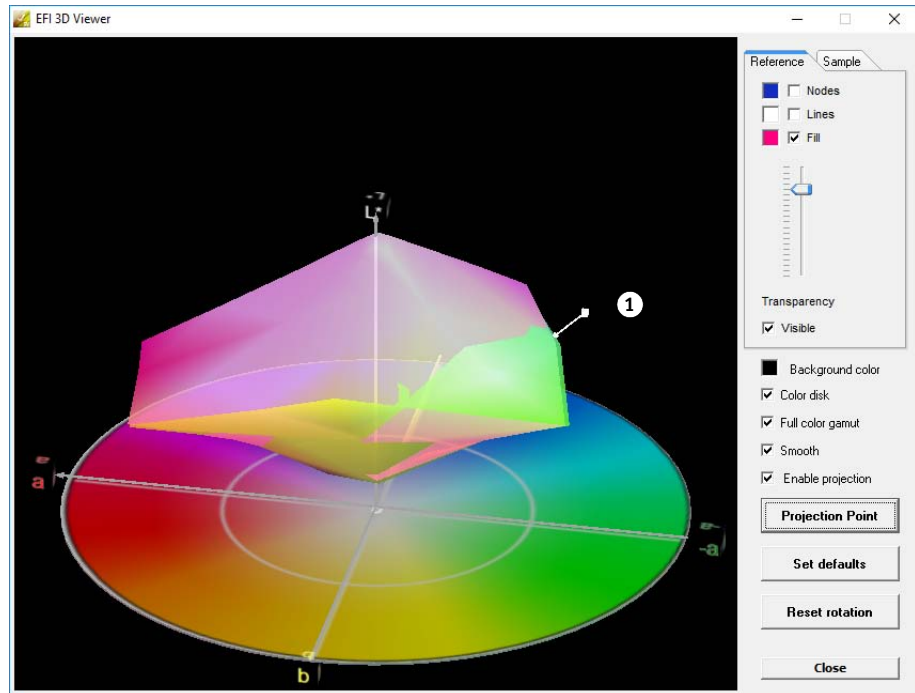 EFI 3D Viewer
Reference
Sample
Nodes
Lines
Fill
Transparency
Visible
Background color
Color disk
Full color gamut
Smooth
Enable projection
Projection Point
Set defaults
Reset rotation
Close
L*
1
a
-a
b